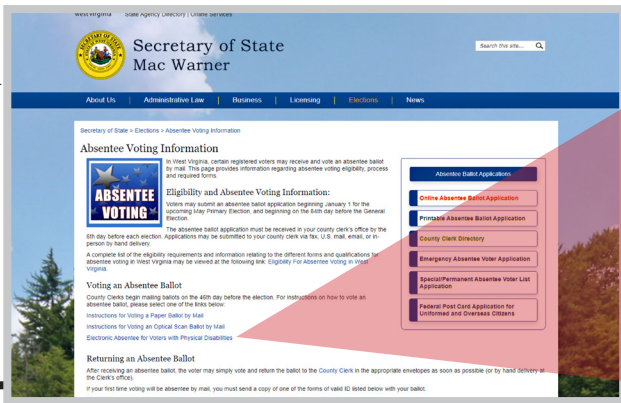 West Virginia State Agency Directory | Online Services
Secretary of State
Mac Warner
Search this site...
About Us | Administrative Law | Business | Licensing | Elections | News
Secretary of State » Elections » Absentee Voting Information
Absentee Voting Information
ABSENTEE
VOTING
In West Virginia, certain registered voters may receive and vote an absentee ballot
by mail. This page provides information regarding absentee voting eligibility, process
and required forms.
Eligibility and Absentee Voting Information:
Voters may submit an absentee ballot application beginning January 1 for the
upcoming May Primary Election, and beginning on the 84th day before the General
Election.
The absentee ballot application must be received in your county clerk's office by the
6th day before each election. Applications may be submitted to your county clerk via fax, U.S. mail, email, or in-
person by hand delivery.
A complete list of the eligibility requirements and information relating to the different forms and qualifications for
absentee voting in West Virginia may be viewed at the following link: Eligibility For Absentee Voting in West
Virginia.
Voting an Absentee Ballot
County Clerks begin mailing ballots on the 46th day before the election. For instructions on how to vote an
absentee ballot, please select one of the links below:
Instructions for Voting a Paper Ballot by Mail
Instructions for Voting an Optical Scan Ballot by Mail
Electronic Absentee for Voters with Physical Disabilities
Returning an Absentee Ballot
After receiving an absentee ballot, the voter may simply vote and return the ballot to the County Clerk in the appropriate envelopes as soon as possible (or by hand delivery at
the Clerk's office).
If your first time voting will be absentee by mail, you must send a copy of one of the forms of valid ID listed below with your ballot.
Absentee Ballot Applications
Online Absentee Ballot Application
Printable Absentee Ballot Application
County Clerk Directory
Emergency Absentee Voter Application
Special/Permanent Absentee Voter List
Application
Federal Post Card Application for
Uniformed and Overseas Citizens